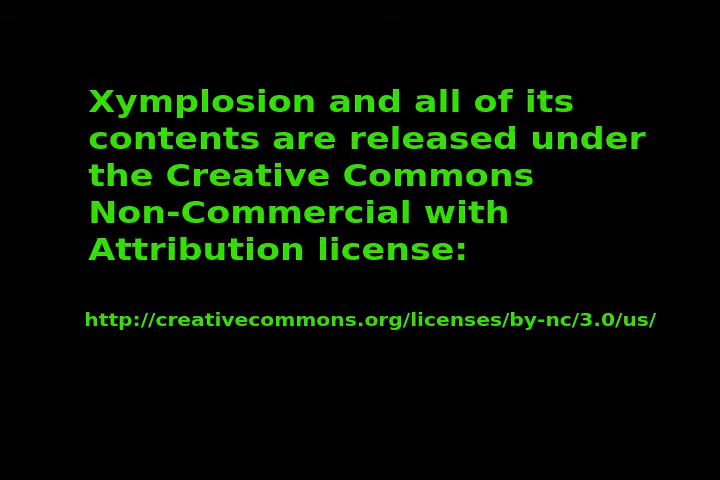 Xymplosion and all of its
contents are released under
the Creative Commons
Non-Commercial with
Attribution license:
http://creativecommons.org/licenses/by-nc/3.0/us/